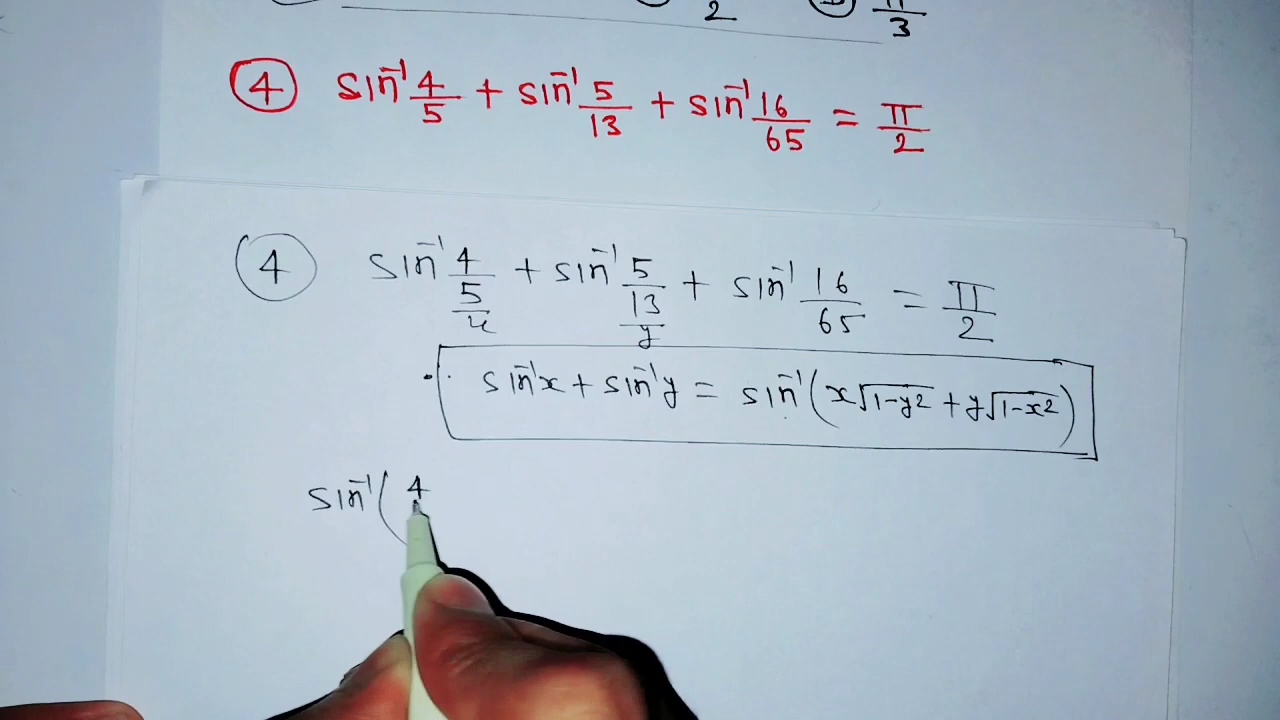 2 π/3
④ sin⁻¹ 4/5 + sin⁻¹ 5/13 + sin⁻¹ 16/65 = π/2
④ sin⁻¹ 4/5 + sin⁻¹ 5/13 + sin⁻¹ 16/65 = π/2
x y
sin⁻¹x + sin⁻¹y = sin⁻¹(x√1-y² + y√1-x²)
sin⁻¹( 4